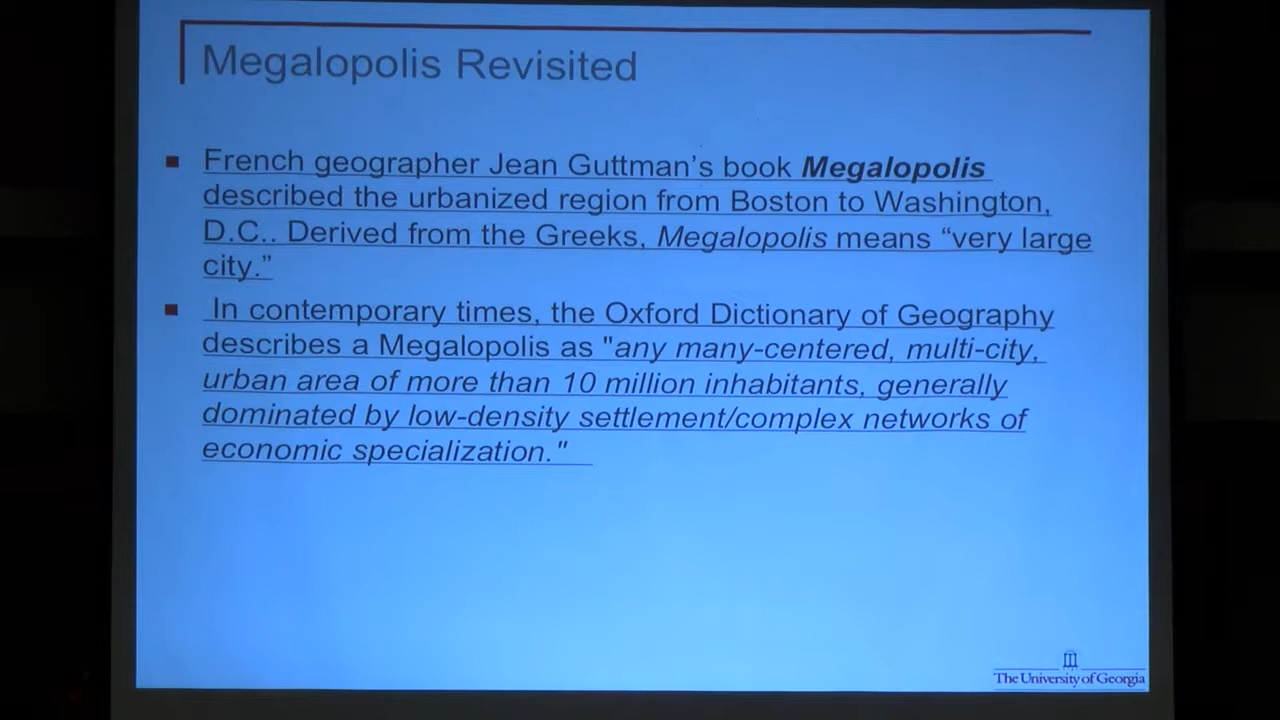 Megalopolis Revisited
French geographer Jean Guttman's book Megalopolis
described the urbanized region from Boston to Washington,
D.C.. Derived from the Greeks, Megalopolis means “very large
city.”
In contemporary times, the Oxford Dictionary of Geography
describes a Megalopolis as "any many-centered, multi-city,
urban area of more than 10 million inhabitants, generally
dominated by low-density settlement/complex networks of
economic specialization."
The University of Georgia